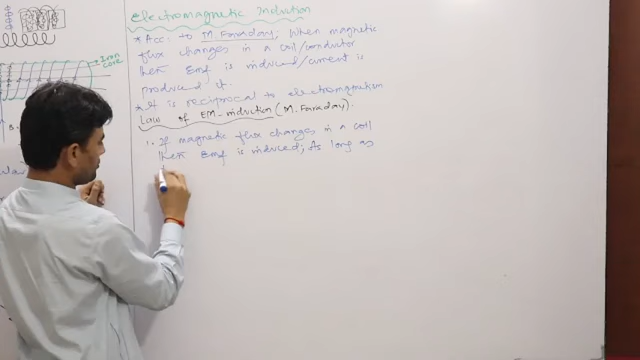 Electromagnetic Induction
* Acc. to M. Faraday, When magnetic
flux changes in a coil/conductor
then Emf is induced/current is
produced it.
* It is reciprocal to electromagnetism
Law of EM-induction (M. Faraday).
1. If magnetic flux changes in a coil
then Emf is induced; As long as
Iron
core